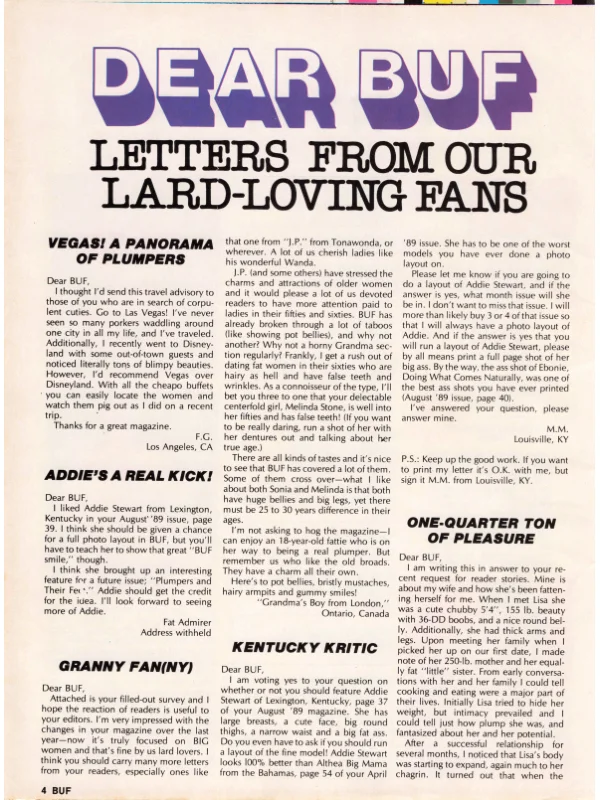 DEAR BUF
LETTERS FROM OUR
LARD-LOVING FANS
VEGAS! A PANORAMA
OF PLUMPERS
Dear BUF,
I thought I'd send this travel advisory to
those of you who are in search of corpu-
lent cuties. Go to Las Vegas! I've never
seen so many porkers waddling around
one city in all my life, and I've traveled.
Additionally, I recently went to Disney-
land with some out-of-town guests and
noticed literally tons of blimpy beauties.
However, I'd recommend Vegas over
Disneyland. With all the cheapo buffets
you can easily locate the women and
watch them pig out as I did on a recent
trip.
Thanks for a great magazine.
F.G.
Los Angeles, CA
ADDIE'S A REAL KICK!
Dear BUF,
I liked Addie Stewart from Lexington,
Kentucky in your August '89 issue, page
39. I think she should be given a chance
for a full photo layout in BUF, but you'll
have to teach her to show that great "BUF
smile," though.
I think she brought up an interesting
feature for a future issue: "Plumpers and
Their Feet." Addie should get the credit
for the idea. I'll look forward to seeing
more of Addie.
Fat Admirer
Address withheld
GRANNY FAN(NY)
Dear BUF,
Attached is your filled-out survey and I
hope the reaction of readers is useful to
your editors. I'm very impressed with the
changes in your magazine over the last
year—now it's truly focused on BIG
women and that's fine by us lard lovers. I
think you should carry many more letters
from your readers, especially ones like
that one from "J.P." from Tonawonda, or
wherever. A lot of us cherish ladies like
his wonderful Wanda.
J.P. (and some others) have stressed the
charms and attractions of older women
and it would please a lot of us devoted
readers to have more attention paid to
ladies in their fifties and sixties. BUF has
already broken through a lot of taboos
(like showing pot bellies), and why not
another? Why not a horny Grandma sec-
tion regularly? Frankly, I get a rush out of
dating fat women in their sixties who are
hairy as hell and have false teeth and
wrinkles. As a connoisseur of the type, I'll
bet you three to one that your delectable
centerfold girl, Melinda Stone, is well into
her fifties and has false teeth! (If you want
to be really daring, run a shot of her with
her dentures out and talking about her
true age.)
There are all kinds of tastes and it's nice
to see that BUF has covered a lot of them.
Some of them cross over—what I like
about both Sonia and Melinda is that both
have huge bellies and big legs, yet there
must be 25 to 30 years difference in their
ages.
I'm not asking to hog the magazine—I
can enjoy an 18-year-old fattie who is on
her way to being a real plumper. But
remember us who like the old broads.
They have a charm all their own.
Here's to pot bellies, bristly mustaches,
hairy armpits and gummy smiles!
"Grandma's Boy from London,"
Ontario, Canada
KENTUCKY KRITIC
Dear BUF,
I am voting yes to your question on
whether or not you should feature Addie
Stewart of Lexington, Kentucky, page 37
of your August '89 magazine. She has
large breasts, a cute face, big round
thighs, a narrow waist and a big fat ass.
Do you even have to ask if you should run
a layout of the fine model! Addie Stewart
looks 100% better than Althea Big Mama
from the Bahamas, page 54 of your April
'89 issue. She has to be one of the worst
models you have ever done a photo
layout on.
Please let me know if you are going to
do a layout of Addie Stewart, and if the
answer is yes, what month issue will she
be in. I don't want to miss that issue. I will
more than likely buy 3 or 4 of that issue so
that I will always have a photo layout of
Addie. And if the answer is yes that you
will run a layout of Addie Stewart, please
by all means print a full page shot of her
big ass. By the way, the ass shot of Ebonie,
Doing What Comes Naturally, was one of
the best ass shots you have ever printed
(August '89 issue, page 40).
I've answered your question, please
answer mine.
M.M.
Louisville, KY
P.S.: Keep up the good work. If you want
to print my letter it's O.K. with me, but
sign it M.M. from Louisville, KY.
ONE-QUARTER TON
OF PLEASURE
Dear BUF,
I am writing this in answer to your re-
cent request for reader stories. Mine is
about my wife and how she's been fatten-
ing herself for me. When I met Lisa she
was a cute chubby 5'4", 155 lb. beauty
with 36-DD boobs, and a nice round bel-
ly. Additionally, she had thick arms and
legs. Upon meeting her family when I
picked her up on our first date, I made
note of her 250-lb. mother and her equal-
ly fat "little" sister. From early conversa-
tions with her and her family I could tell
cooking and eating were a major part of
their lives. Initially Lisa tried to hide her
weight, but intimacy prevailed and I
could tell just how plump she was, and
fantasized about her and her potential.
After a successful relationship for
several months, I noticed that Lisa's body
was starting to expand, again much to her
chagrin. It turned out that when the
4 BUF